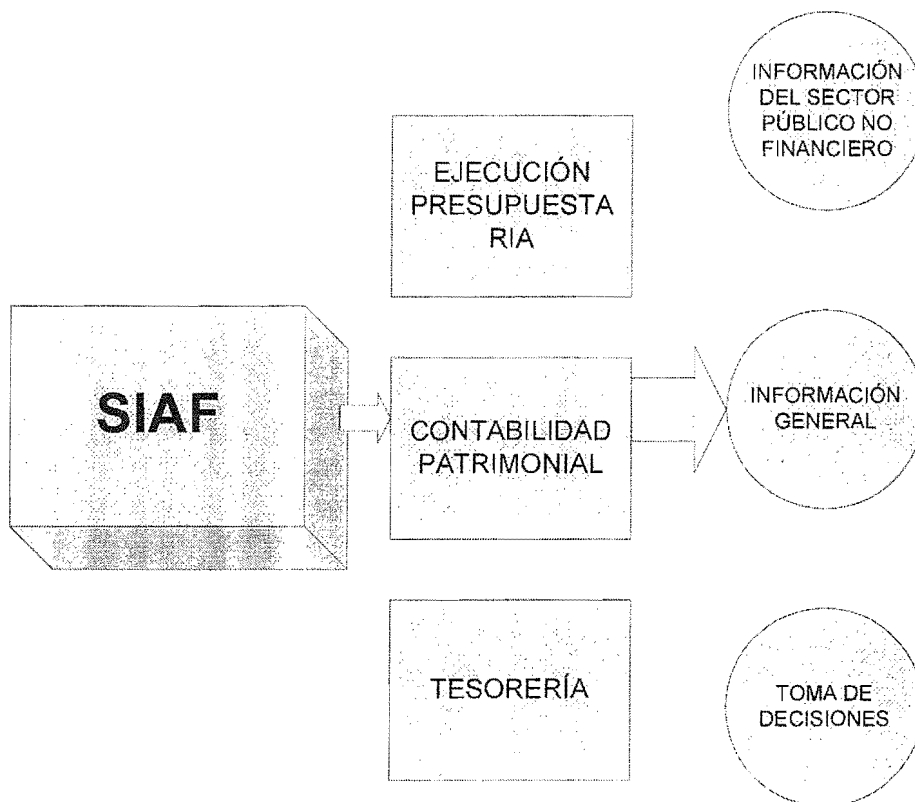 INFORMACIÓN
DEL SECTOR
PÚBLICO NO
FINANCIERO
EJECUCIÓN
PRESUPUESTA
RIA
SIAF
CONTABILIDAD
PATRIMONIAL
INFORMACIÓN
GENERAL
TESORERÍA
TOMA DE
DECISIONES